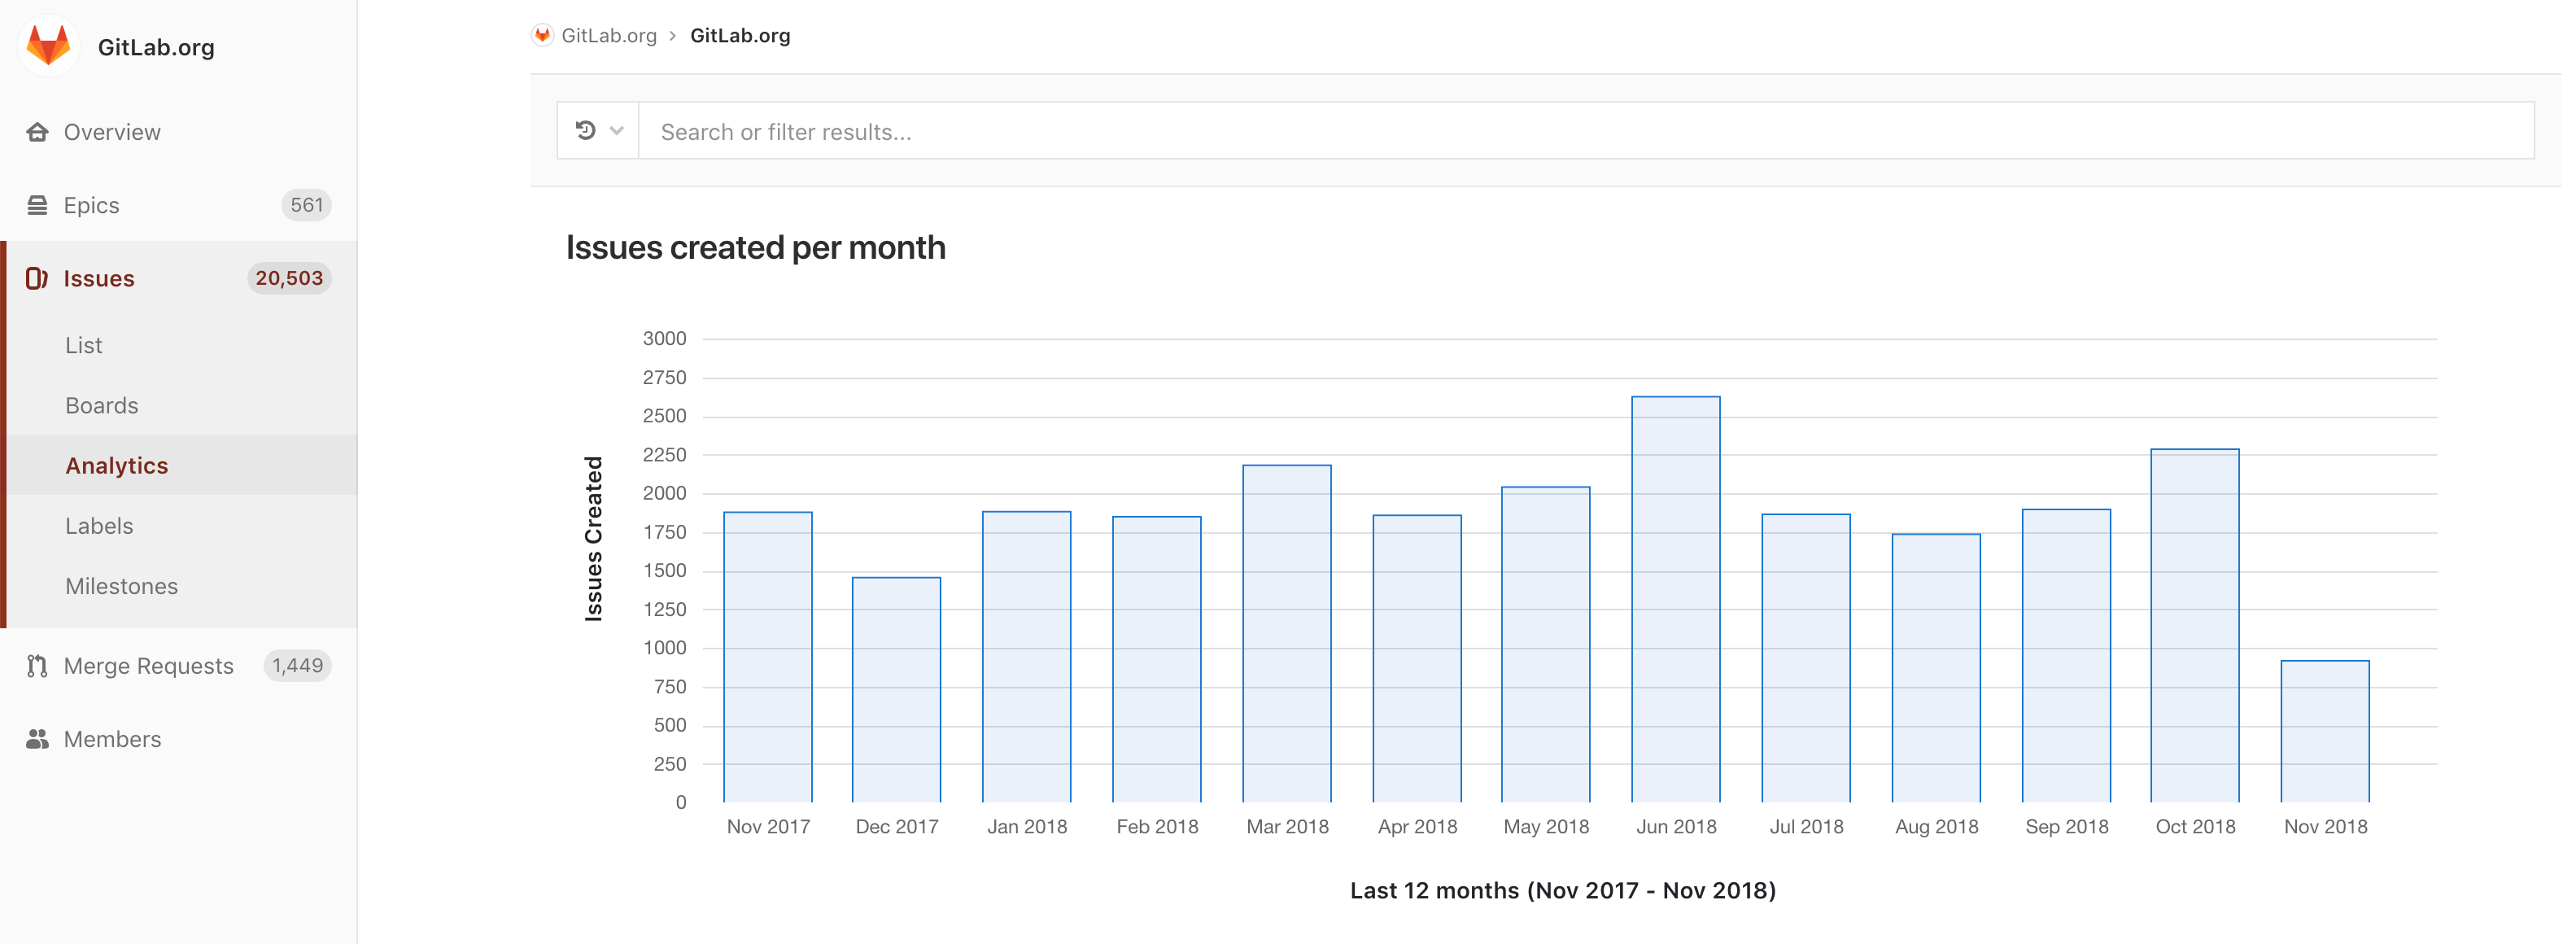 GitLab.org
Overview
Epics 561
Issues 20,503
List
Boards
Analytics
Labels
Milestones
Merge Requests 1,449
Members
GitLab.org › GitLab.org
Search or filter results...
Issues created per month
Issues Created
3000
2750
2500
2250
2000
1750
1500
1250
1000
750
500
250
0
Nov 2017 Dec 2017 Jan 2018 Feb 2018 Mar 2018 Apr 2018 May 2018 Jun 2018 Jul 2018 Aug 2018 Sep 2018 Oct 2018 Nov 2018
Last 12 months (Nov 2017 - Nov 2018)